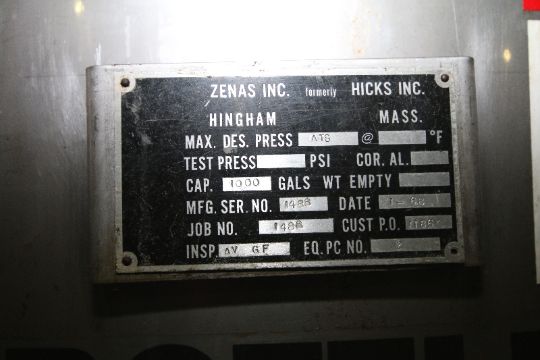 ZENAS INC. formerly HICKS INC.
HINGHAM MASS.
MAX. DES. PRESS ATS @ °F
TEST PRESS PSI COR. AL.
CAP. 1000 GALS WT EMPTY
MFG. SER. NO. 1488 DATE
JOB NO. 1488 CUST P.O.
INSP. AV GF EQ. PC NO.